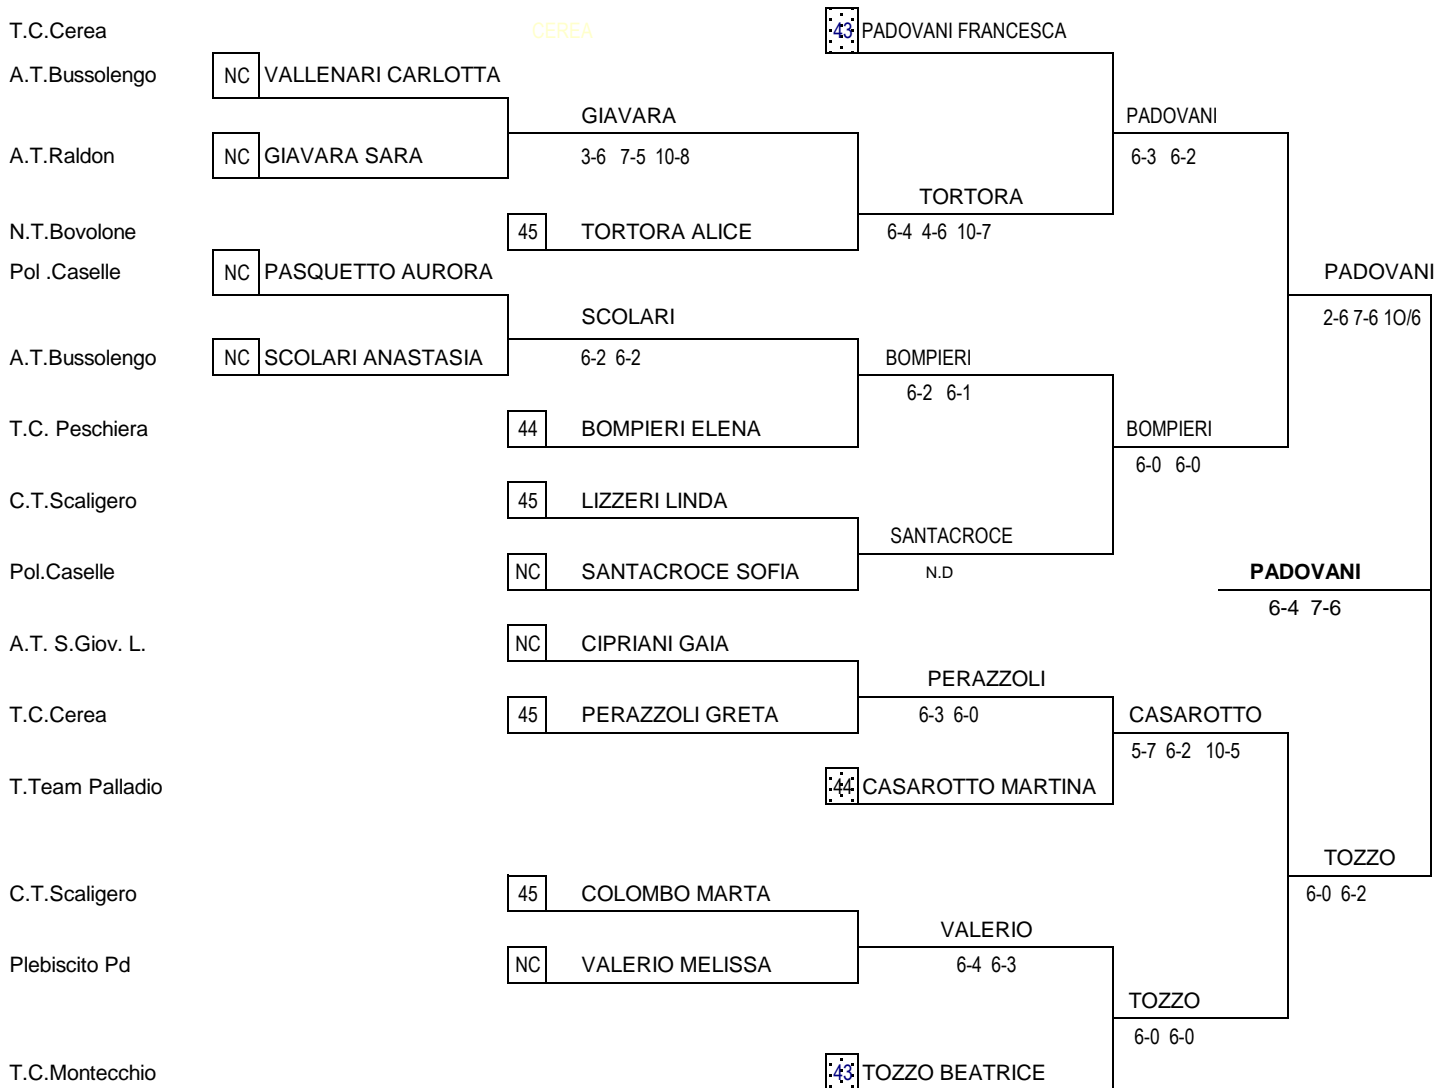 T.C.Cerea CEREA 43 PADOVANI FRANCESCA
A.T.Bussolengo NC VALLENARI CARLOTTA
GIAVARA PADOVANI
A.T.Raldon NC GIAVARA SARA 3-6 7-5 10-8 6-3 6-2
TORTORA
N.T.Bovolone 45 TORTORA ALICE 6-4 4-6 10-7
Pol .Caselle NC PASQUETTO AURORA PADOVANI
SCOLARI 2-6 7-6 1O/6
A.T.Bussolengo NC SCOLARI ANASTASIA 6-2 6-2 BOMPIERI
6-2 6-1
T.C. Peschiera 44 BOMPIERI ELENA BOMPIERI
6-0 6-0
C.T.Scaligero 45 LIZZERI LINDA
SANTACROCE
Pol.Caselle NC SANTACROCE SOFIA N.D PADOVANI
6-4 7-6
A.T. S.Giov. L. NC CIPRIANI GAIA
PERAZZOLI
T.C.Cerea 45 PERAZZOLI GRETA 6-3 6-0 CASAROTTO
5-7 6-2 10-5
T.Team Palladio 44 CASAROTTO MARTINA
TOZZO
C.T.Scaligero 45 COLOMBO MARTA 6-0 6-2
VALERIO
Plebiscito Pd NC VALERIO MELISSA 6-4 6-3
TOZZO
6-0 6-0
T.C.Montecchio 43 TOZZO BEATRICE